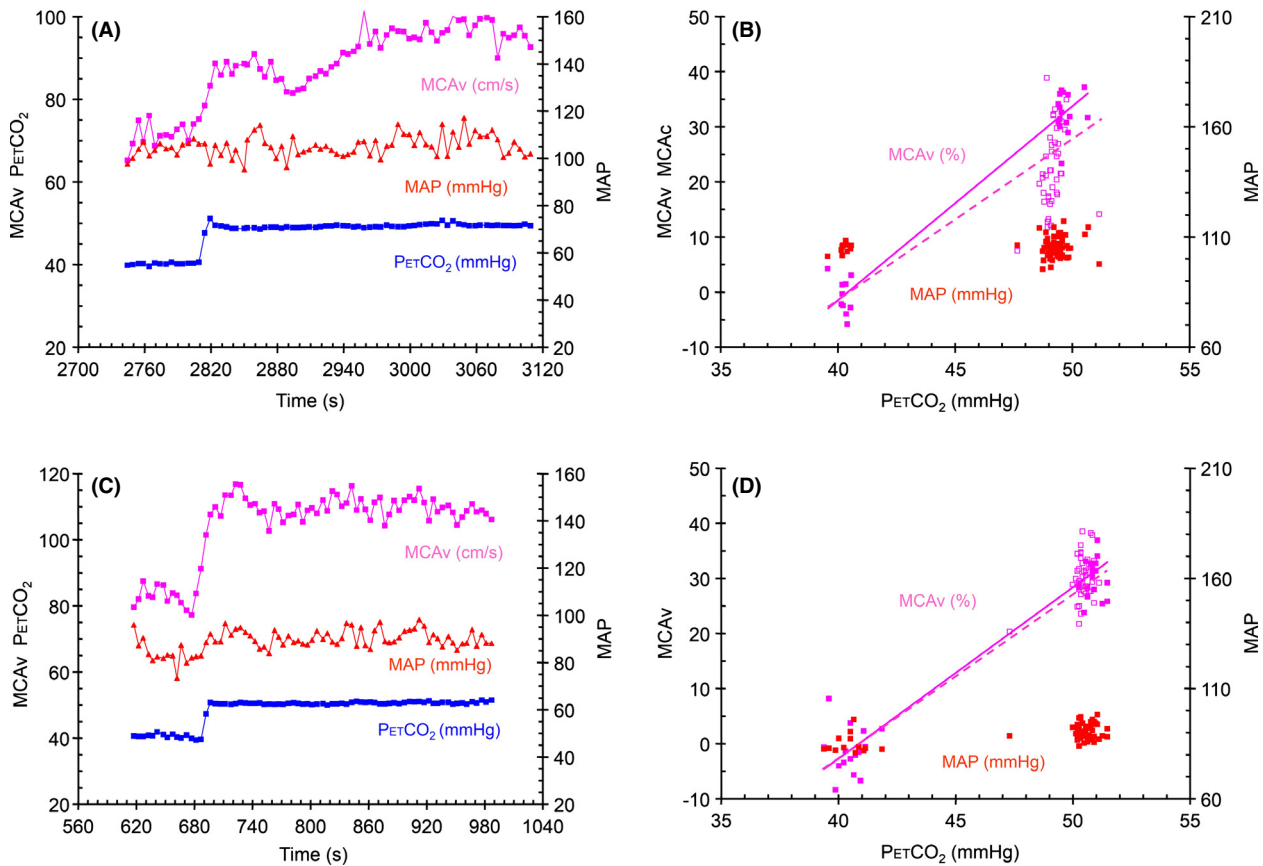 (A)
100
80
60
40
20
MCAv PETCO2
160
140
120
100
80
60
40
20
MAP
MCAv (cm/s)
MAP (mmHg)
PETCO2 (mmHg)
2700 2760 2820 2880 2940 3000 3060 3120
Time (s)
(B)
50
40
30
20
10
0
-10
MCAv MCAc
210
160
110
60
MAP
MCAv (%)
MAP (mmHg)
35 40 45 50 55
PETCO2 (mmHg)
(C)
120
100
80
60
40
20
MCAv PETCO2
160
140
120
100
80
60
40
20
MAP
MCAv (cm/s)
MAP (mmHg)
PETCO2 (mmHg)
560 620 680 740 800 860 920 980 1040
Time (s)
(D)
50
40
30
20
10
0
-10
MCAv
210
160
110
60
MAP
MCAv (%)
MAP (mmHg)
35 40 45 50 55
PETCO2 (mmHg)